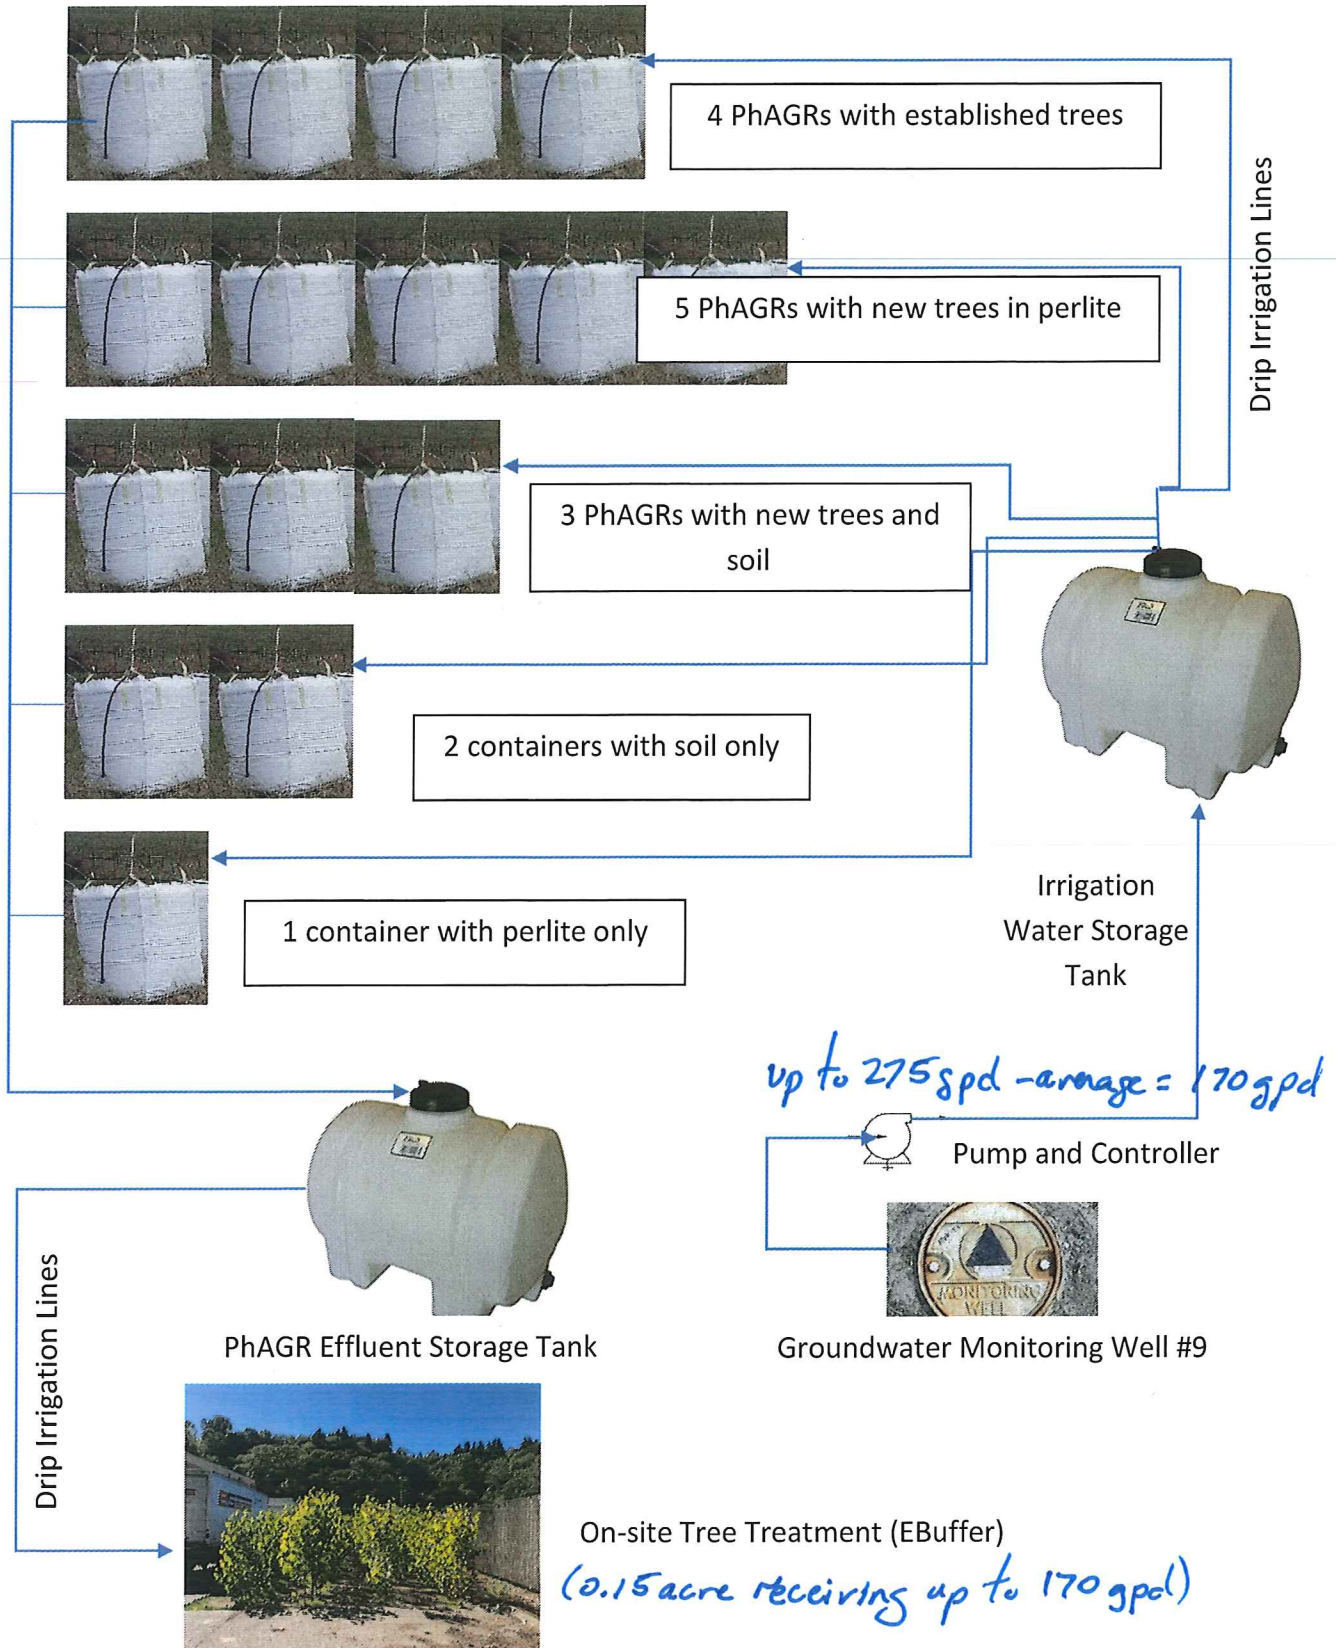 4 PhAGRs with established trees
Drip Irrigation Lines
5 PhAGRs with new trees in perlite
3 PhAGRs with new trees and
soil
2 containers with soil only
1 container with perlite only
Irrigation
Water Storage
Tank
up to 275 gpd - average = 170 gpd
Pump and Controller
MONITORING
WELL
PhAGR Effluent Storage Tank
Groundwater Monitoring Well #9
Drip Irrigation Lines
On-site Tree Treatment (EBuffer)
(0.15 acre receiving up to 170 gpd)